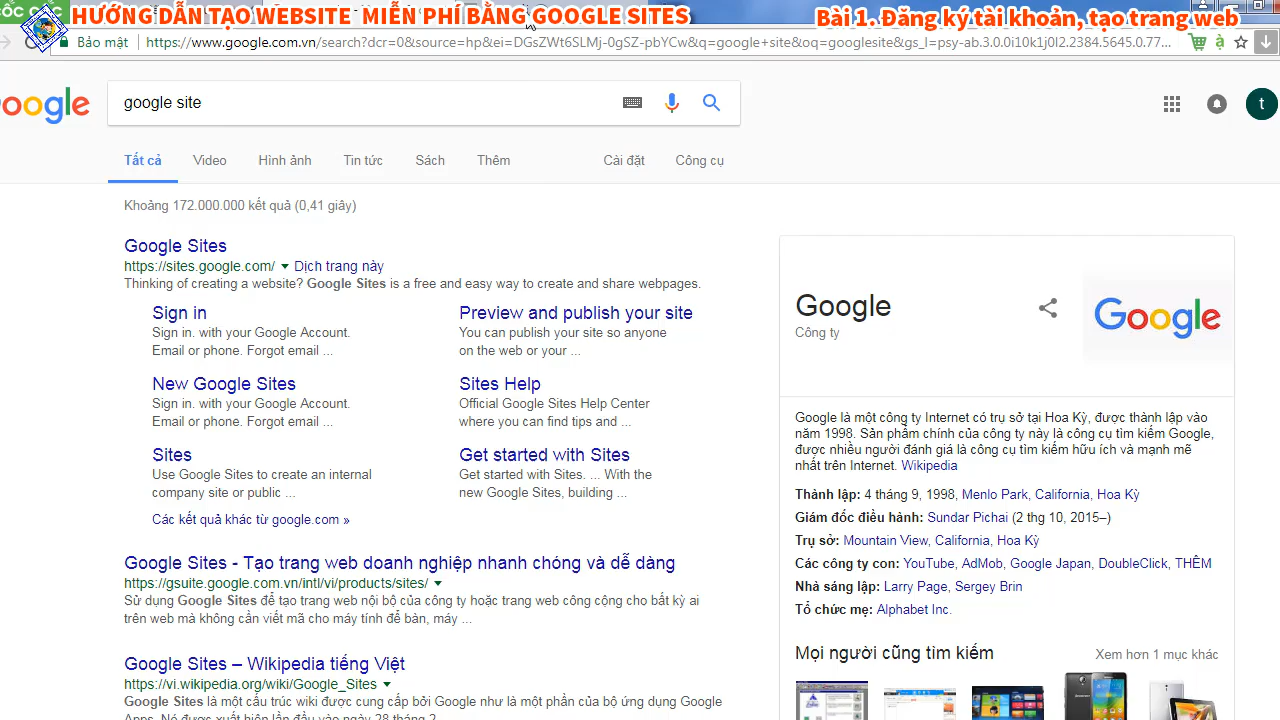 CỐC CỐC
HƯỚNG DẪN TẠO WEBSITE MIỄN PHÍ BẰNG GOOGLE SITES
Bài 1. Đăng ký tài khoản, tạo trang web
Bảo mật
https://www.google.com.vn/search?dcr=0&source=hp&ei=DGsZWt6SLMj-0gSZ-pbYCw&q=google+site&oq=googlesite&gs_l=psy-ab.3.0.0i10k1j0l2.2384.5645.0.77...
oogle
google site
t
Tất cả
Video
Hình ảnh
Tin tức
Sách
Thêm
Cài đặt
Công cụ
Khoảng 172.000.000 kết quả (0,41 giây)
Google Sites
https://sites.google.com/ Dịch trang này
Thinking of creating a website? Google Sites is a free and easy way to create and share webpages.
Sign in
Sign in. with your Google Account.
Email or phone. Forgot email ...
Preview and publish your site
You can publish your site so anyone
on the web or your ...
New Google Sites
Sign in. with your Google Account.
Email or phone. Forgot email ...
Sites Help
Official Google Sites Help Center
where you can find tips and ...
Sites
Use Google Sites to create an internal
company site or public ...
Get started with Sites
Get started with Sites. ... With the
new Google Sites, building ...
Các kết quả khác từ google.com »
Google Sites - Tạo trang web doanh nghiệp nhanh chóng và dễ dàng
https://gsuite.google.com.vn/intl/vi/products/sites/
Sử dụng Google Sites để tạo trang web nội bộ của công ty hoặc trang web công cộng cho bất kỳ ai
trên web mà không cần viết mã cho máy tính để bàn, máy ...
Google Sites – Wikipedia tiếng Việt
https://vi.wikipedia.org/wiki/Google_Sites
Google Sites là một cấu trúc wiki được cung cấp bởi Google như là một phần của bộ ứng dụng Google
Apps. Nó được xuất hiện lần đầu vào ngày 28 tháng 2
Google
Công ty
Google
Google là một công ty Internet có trụ sở tại Hoa Kỳ, được thành lập vào
năm 1998. Sản phẩm chính của công ty này là công cụ tìm kiếm Google,
được nhiều người đánh giá là công cụ tìm kiếm hữu ích và mạnh mẽ
nhất trên Internet. Wikipedia
Thành lập: 4 tháng 9, 1998, Menlo Park, California, Hoa Kỳ
Giám đốc điều hành: Sundar Pichai (2 thg 10, 2015–)
Trụ sở: Mountain View, California, Hoa Kỳ
Các công ty con: YouTube, AdMob, Google Japan, DoubleClick, THÊM
Nhà sáng lập: Larry Page, Sergey Brin
Tổ chức mẹ: Alphabet Inc.
Mọi người cũng tìm kiếm
Xem hơn 1 mục khác